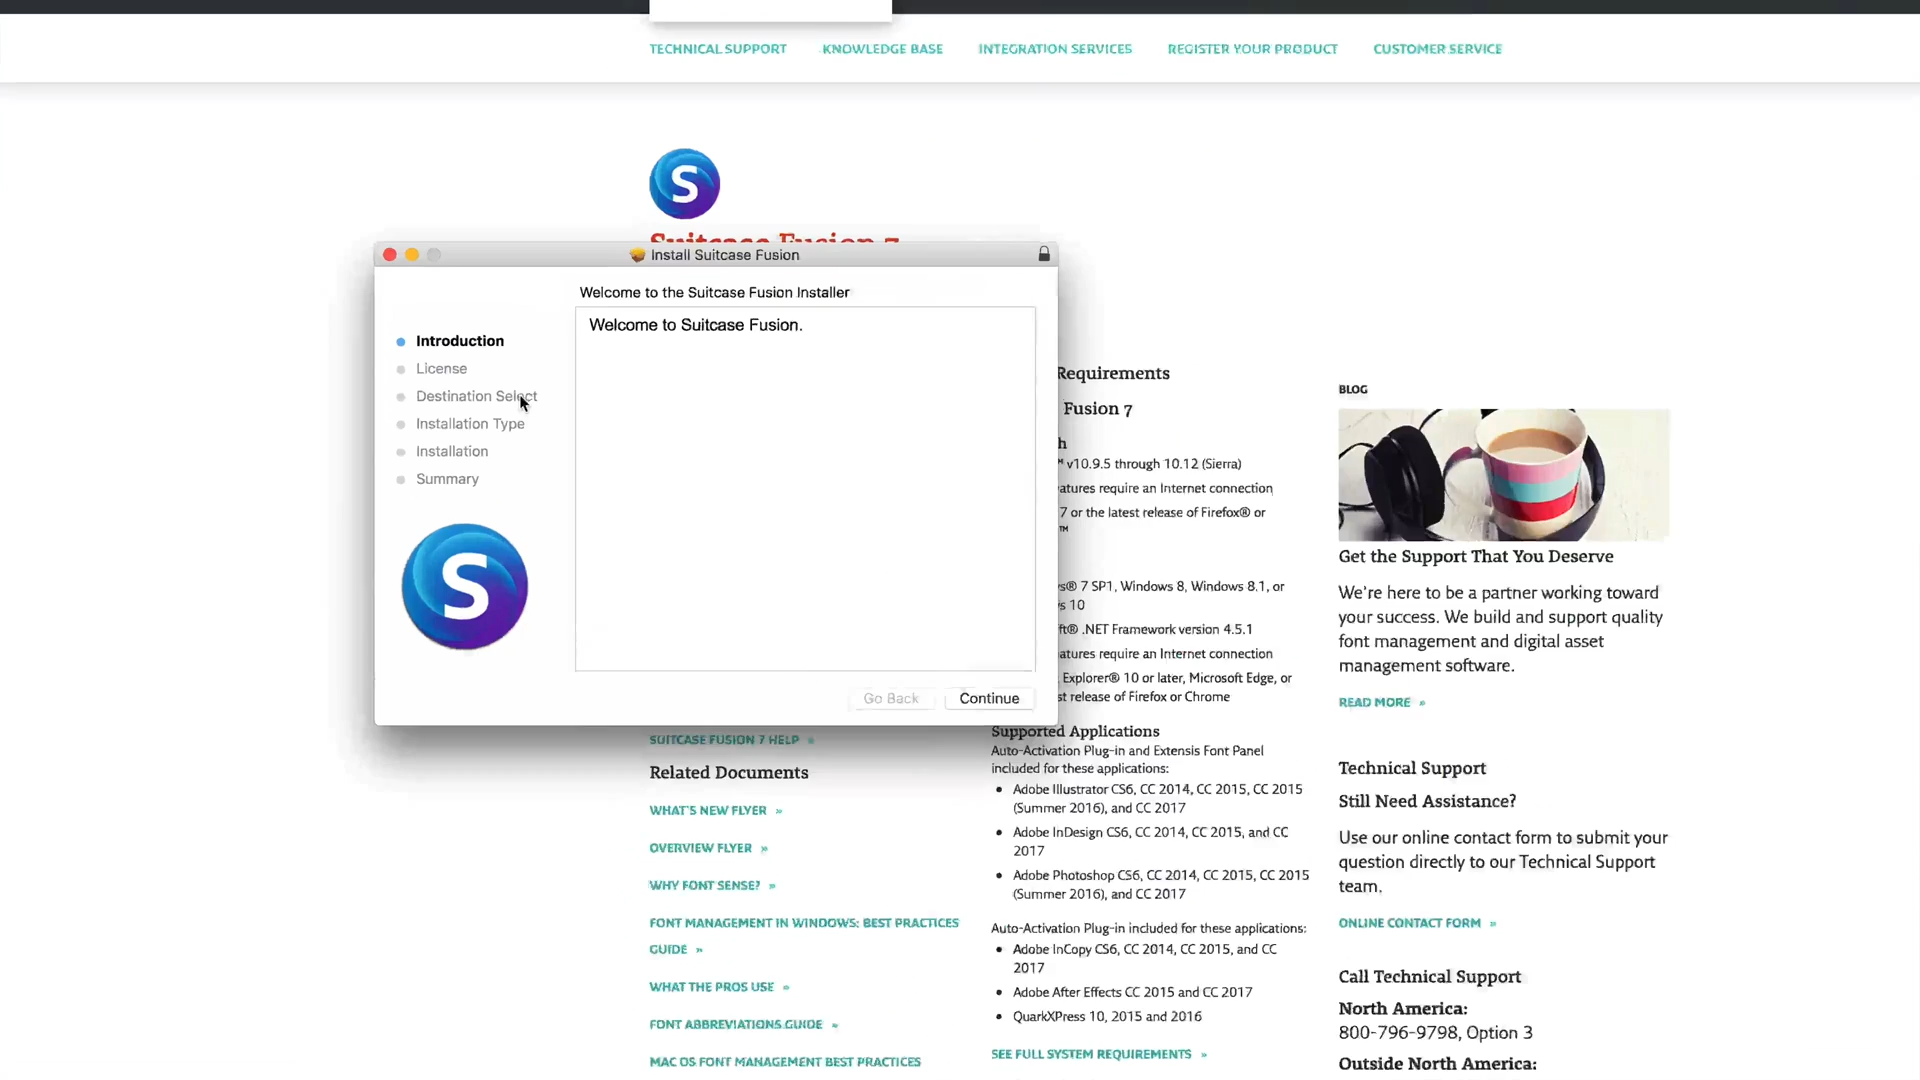 TECHNICAL SUPPORT KNOWLEDGE BASE INTEGRATION SERVICES REGISTER YOUR PRODUCT CUSTOMER SERVICE
S
Suitcase Fusion 7
Install Suitcase Fusion
Welcome to the Suitcase Fusion Installer
Welcome to Suitcase Fusion.
Introduction
License
Destination Select
Installation Type
Installation
Summary
S
Go Back Continue
Requirements
Fusion 7
v10.9.5 through 10.12 (Sierra)
atures require an Internet connection
7 or the latest release of Firefox® or
™
s® 7 SP1, Windows 8, Windows 8.1, or
s 10
ft® .NET Framework version 4.5.1
atures require an Internet connection
Explorer® 10 or later, Microsoft Edge, or
st release of Firefox or Chrome
Supported Applications
Auto-Activation Plug-in and Extensis Font Panel
included for these applications:
• Adobe Illustrator CS6, CC 2014, CC 2015, CC 2015
(Summer 2016), and CC 2017
• Adobe InDesign CS6, CC 2014, CC 2015, and CC
2017
• Adobe Photoshop CS6, CC 2014, CC 2015, CC 2015
(Summer 2016), and CC 2017
Auto-Activation Plug-in included for these applications:
• Adobe InCopy CS6, CC 2014, CC 2015, and CC
2017
• Adobe After Effects CC 2015 and CC 2017
• QuarkXPress 10, 2015 and 2016
SEE FULL SYSTEM REQUIREMENTS »
SUITCASE FUSION 7 HELP »
Related Documents
WHAT'S NEW FLYER »
OVERVIEW FLYER »
WHY FONT SENSE? »
FONT MANAGEMENT IN WINDOWS: BEST PRACTICES
GUIDE »
WHAT THE PROS USE »
FONT ABBREVIATIONS GUIDE »
MAC OS FONT MANAGEMENT BEST PRACTICES
BLOG
Get the Support That You Deserve
We're here to be a partner working toward
your success. We build and support quality
font management and digital asset
management software.
READ MORE »
Technical Support
Still Need Assistance?
Use our online contact form to submit your
question directly to our Technical Support
team.
ONLINE CONTACT FORM »
Call Technical Support
North America:
800-796-9798, Option 3
Outside North America: